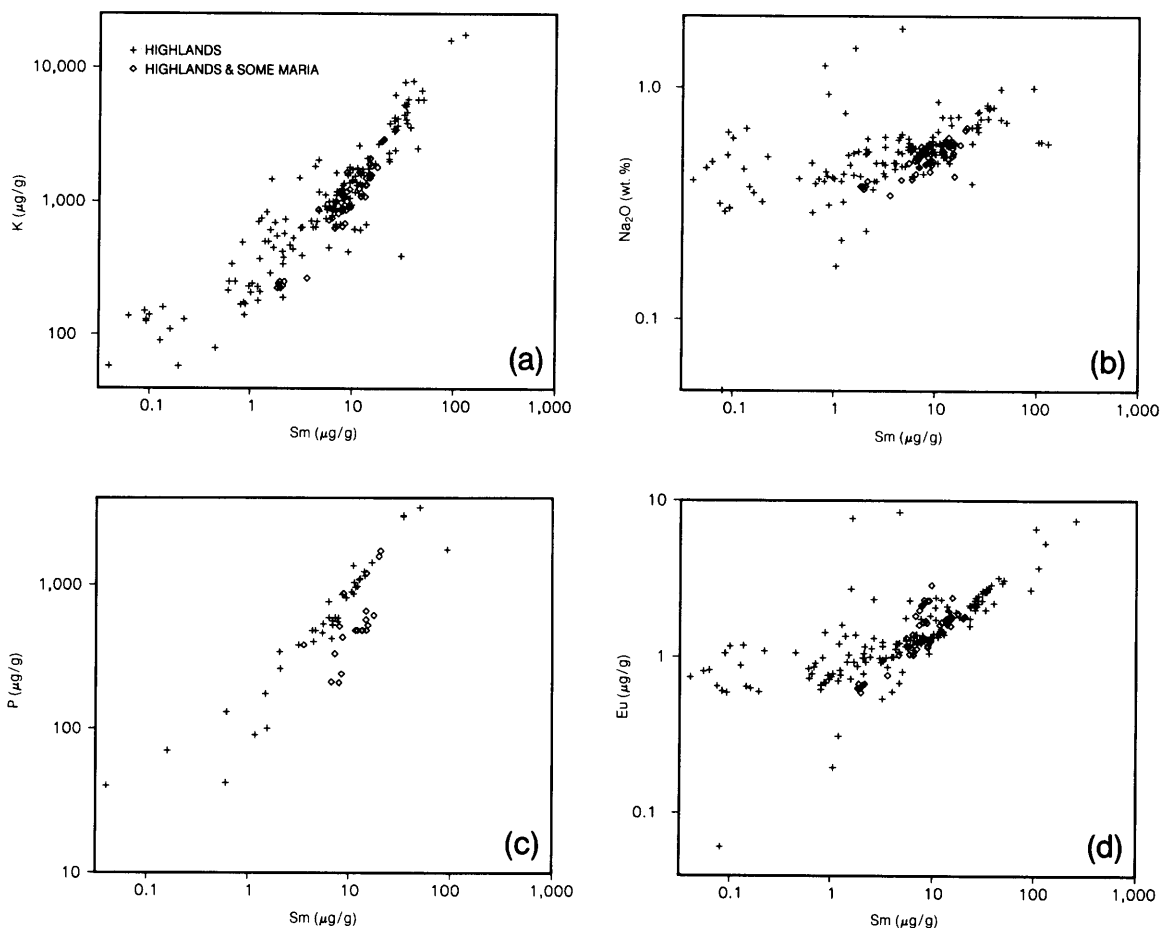 + HIGHLANDS
◇ HIGHLANDS & SOME MARIA
10,000
1,000
100
K (μg/g)
0.1 1 10 100 1,000
Sm (μg/g)
(a)
1.0
0.1
Na₂O (wt. %)
0.1 1 10 100 1,000
Sm (μg/g)
(b)
1,000
100
10
P (μg/g)
0.1 1 10 100 1,000
Sm (μg/g)
(c)
10
1
0.1
Eu (μg/g)
0.1 1 10 100 1,000
Sm (μg/g)
(d)